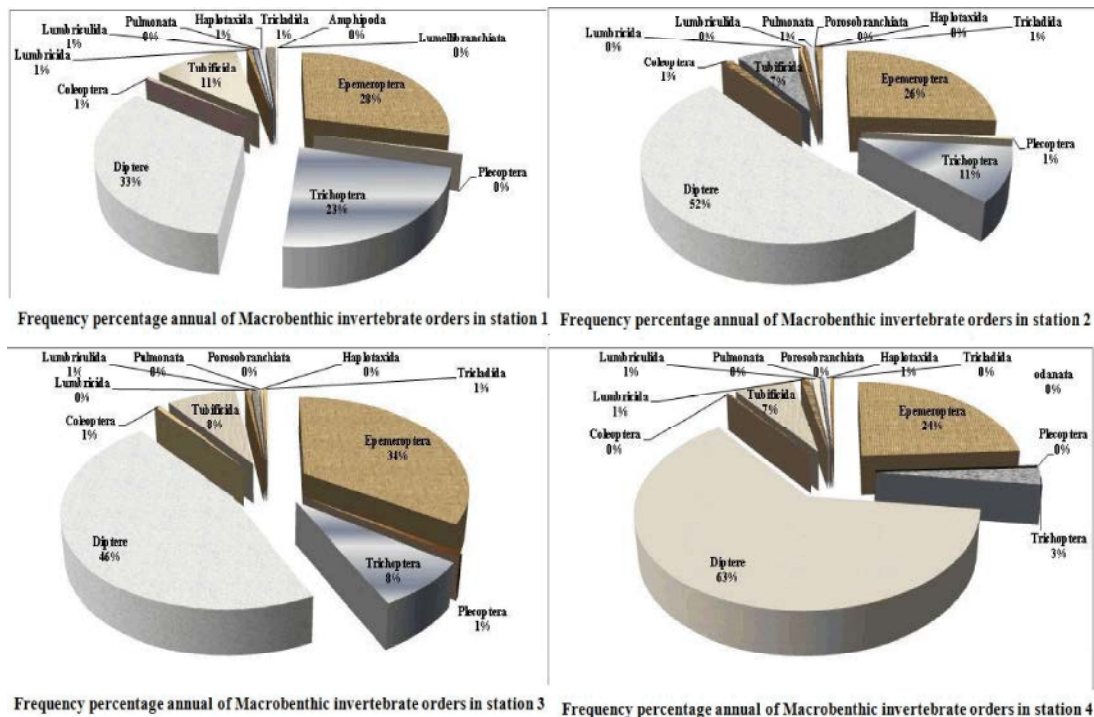 Lumbriculida
1%
Pulmonata
0%
Haplotaxida
1%
Tricladida
1%
Amphipoda
0%
Lumellibranchiata
0%
Lumbricida
1%
Tubificida
11%
Coleoptera
1%
Epemeroptera
28%
Diptere
33%
Trichoptera
23%
Plecoptera
0%
Frequency percentage annual of Macrobenthic invertebrate orders in station 1
Lumbriculida
0%
Pulmonata
1%
Porosobranchiata
0%
Haplotaxida
0%
Tricladida
1%
Lumbricida
0%
Coleoptera
1%
Tubificida
7%
Epemeroptera
26%
Plecoptera
1%
Trichoptera
11%
Diptere
52%
Frequency percentage annual of Macrobenthic invertebrate orders in station 2
Lumbriculida
1%
Pulmonata
0%
Porosobranchiata
0%
Haplotaxida
0%
Tricladida
1%
Lumbricida
0%
Coleoptera
1%
Tubificida
8%
Epemeroptera
34%
Diptere
46%
Trichoptera
8%
Plecoptera
1%
Frequency percentage annual of Macrobenthic invertebrate orders in station 3
Lumbriculida
1%
Pulmonata
0%
Porosobranchiata
0%
Haplotaxida
1%
Tricladida
0%
odanata
0%
Lumbricida
1%
Tubificida
7%
Coleoptera
0%
Epemeroptera
24%
Plecoptera
0%
Trichoptera
3%
Diptere
63%
Frequency percentage annual of Macrobenthic invertebrate orders in station 4